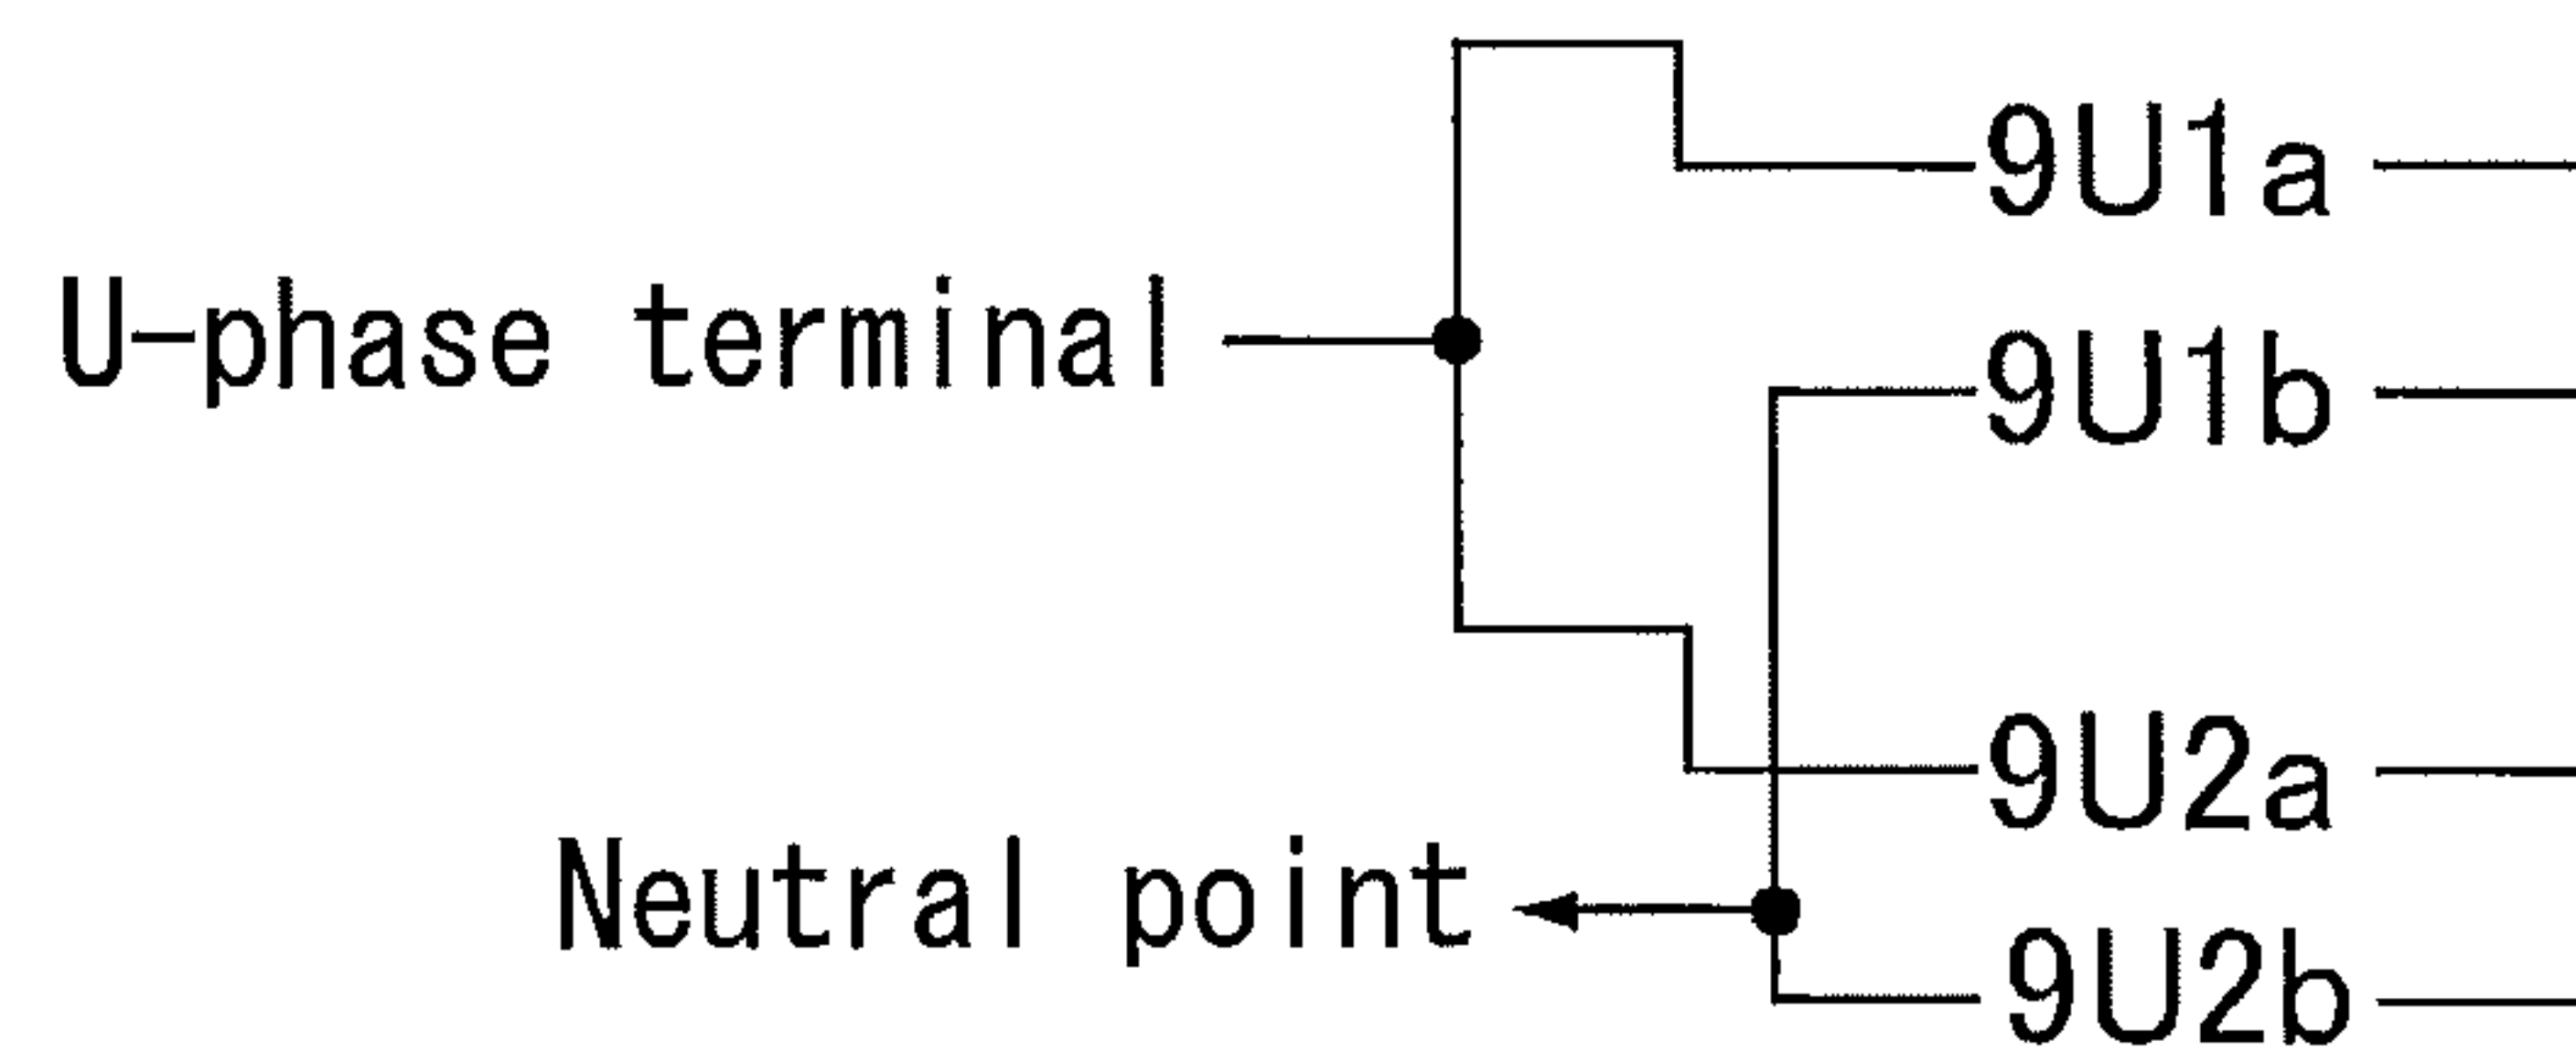 9U1a
U-phase terminal
9U1b
9U2a
Neutral point
9U2b